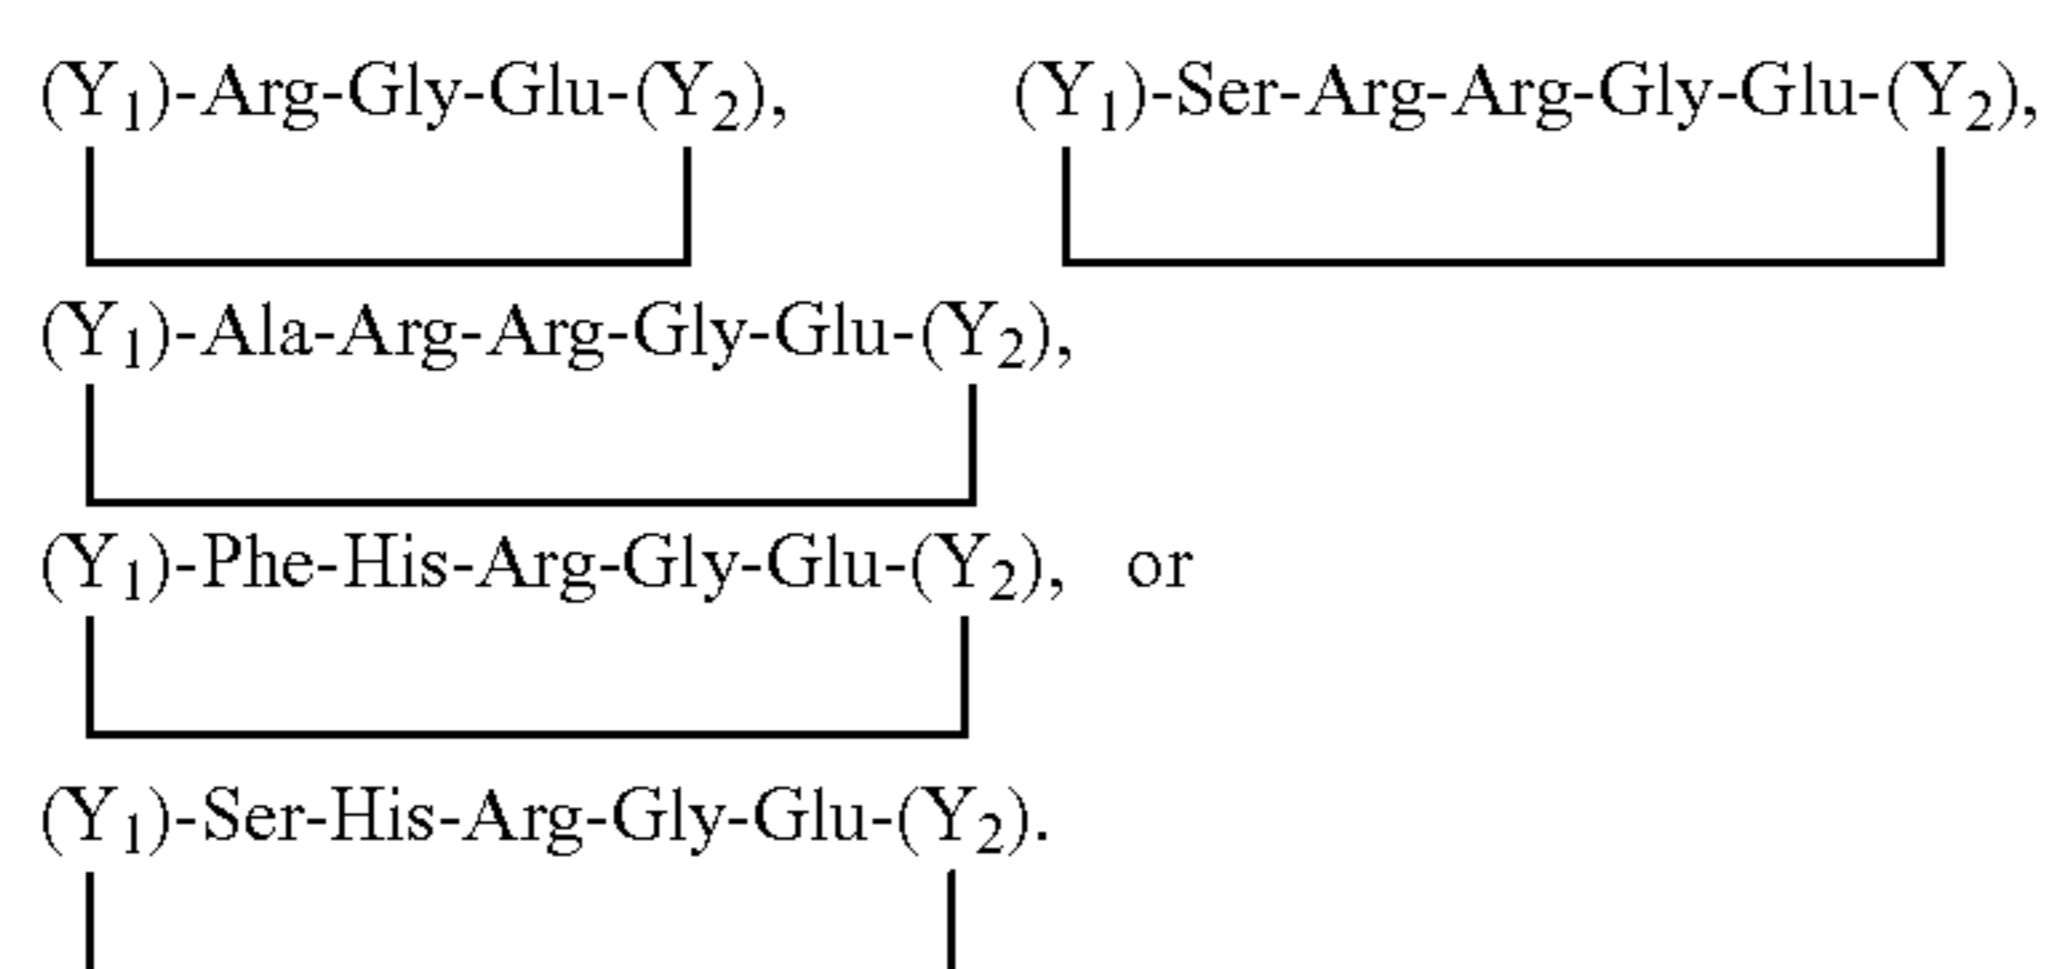 (Y₁)-Arg-Gly-Glu-(Y₂), (Y₁)-Ser-Arg-Arg-Gly-Glu-(Y₂),
(Y₁)-Ala-Arg-Arg-Gly-Glu-(Y₂),
(Y₁)-Phe-His-Arg-Gly-Glu-(Y₂), or
(Y₁)-Ser-His-Arg-Gly-Glu-(Y₂).